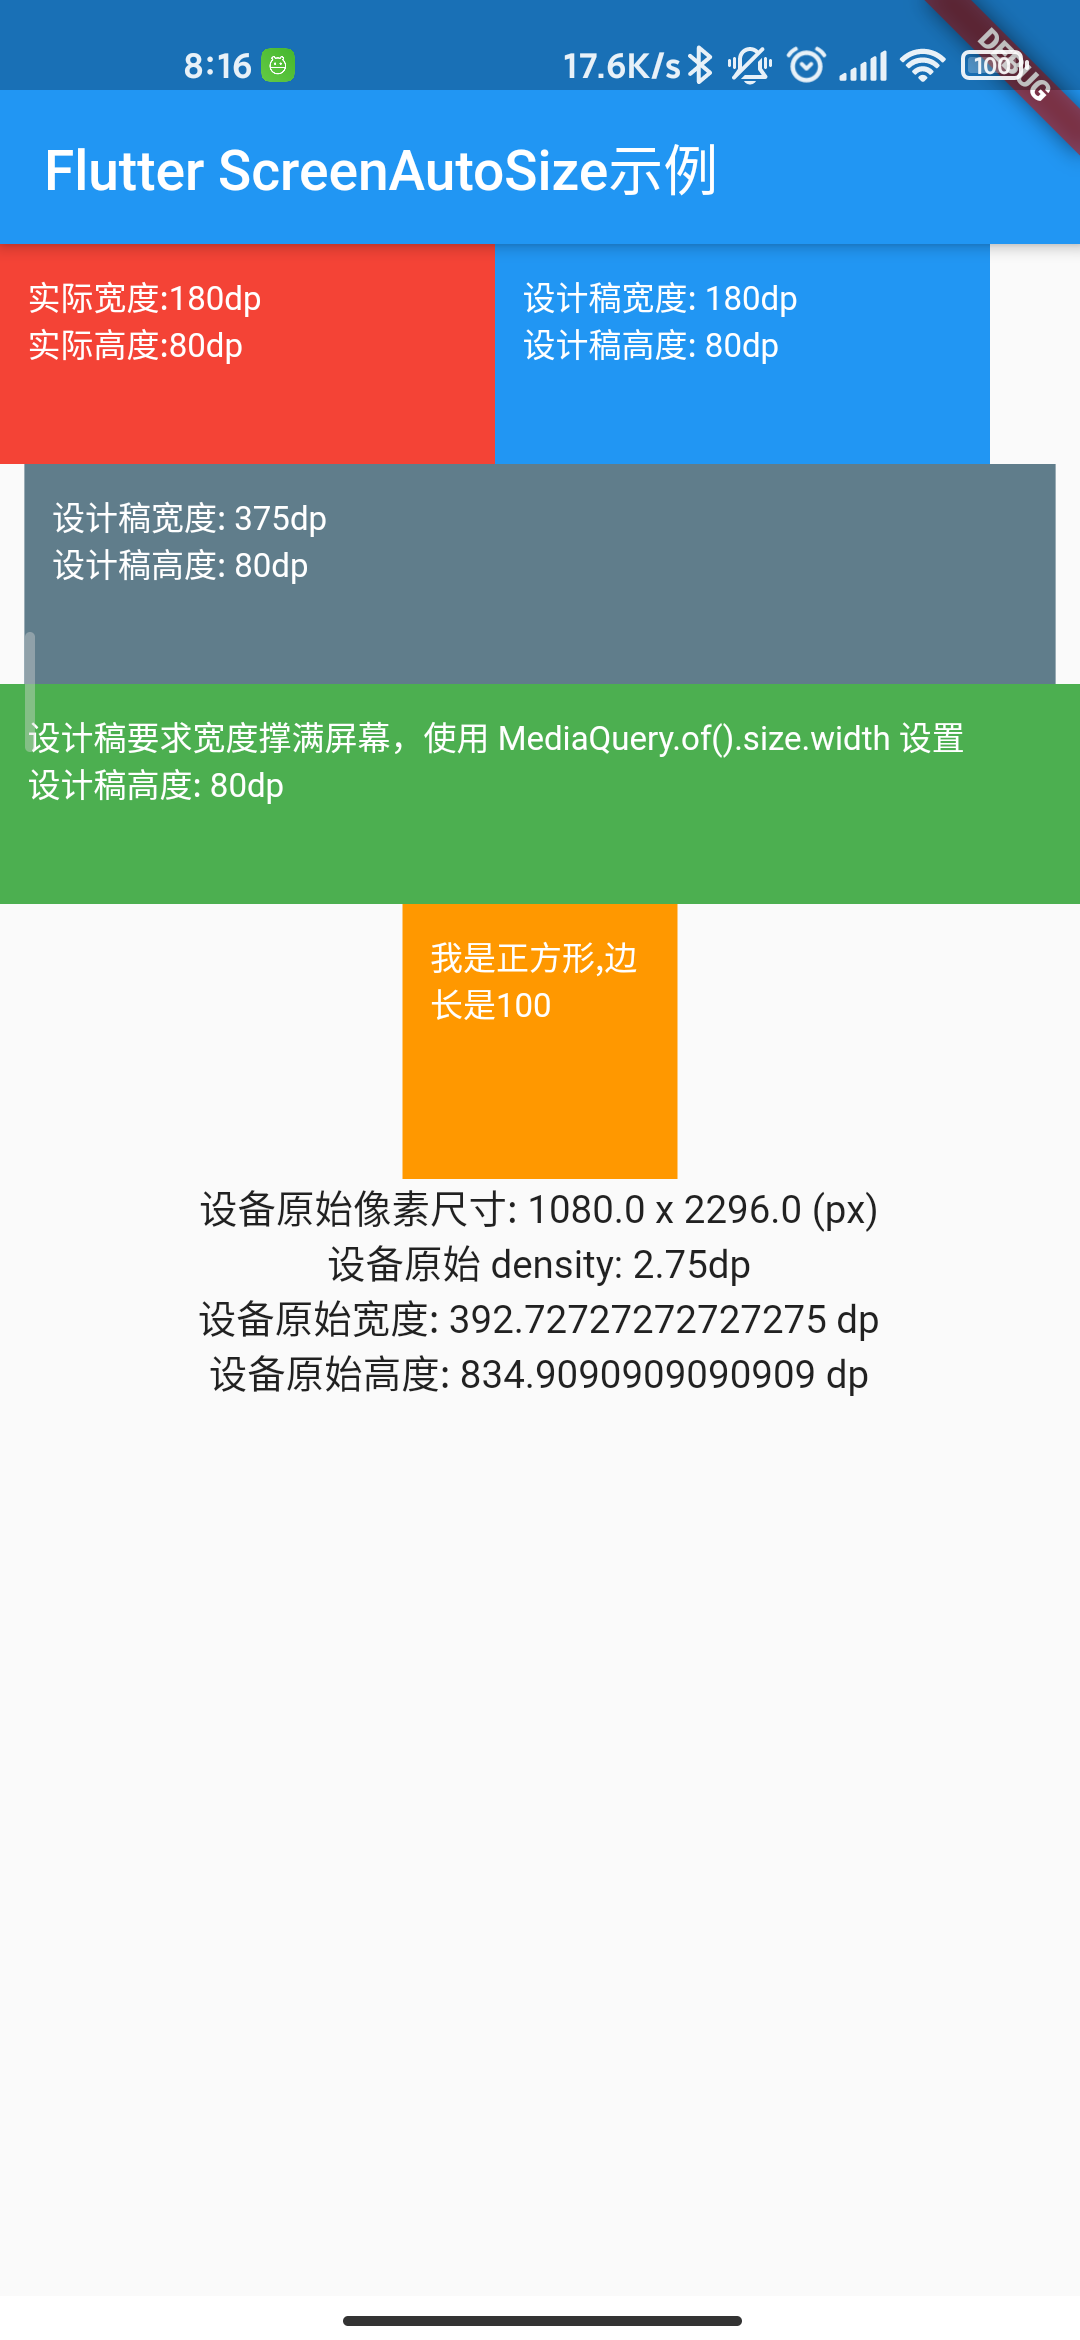 8:16
17.6K/s
100
DEBUG
Flutter ScreenAutoSize示例
实际宽度:180dp
实际高度:80dp
设计稿宽度: 180dp
设计稿高度: 80dp
设计稿宽度: 375dp
设计稿高度: 80dp
设计稿要求宽度撑满屏幕，使用 MediaQuery.of().size.width 设置
设计稿高度: 80dp
我是正方形,边
长是100
设备原始像素尺寸: 1080.0 x 2296.0 (px)
设备原始 density: 2.75dp
设备原始宽度: 392.72727272727275 dp
设备原始高度: 834.9090909090909 dp